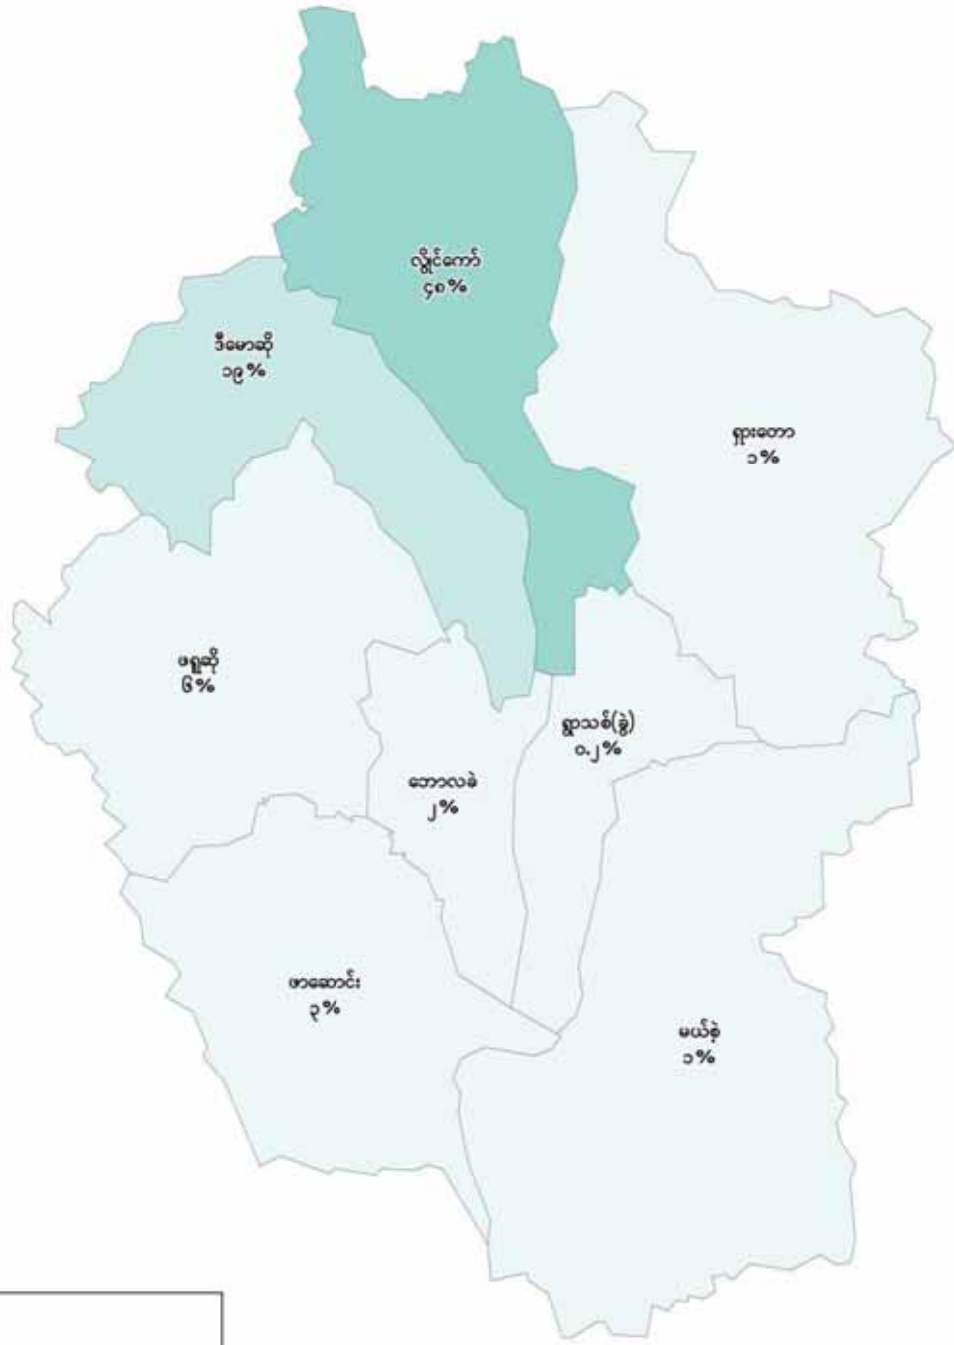 လွိုင်ကော်
၄၈%
ဒီမောဆို
၁၉%
ရှားတော
၁%
ဖရူဆို
၆%
ရွာသစ်(ခွဲ)
၀.၂%
ဘောလခဲ
၂%
ဖာဆောင်း
၃%
မယ်စဲ့
၁%